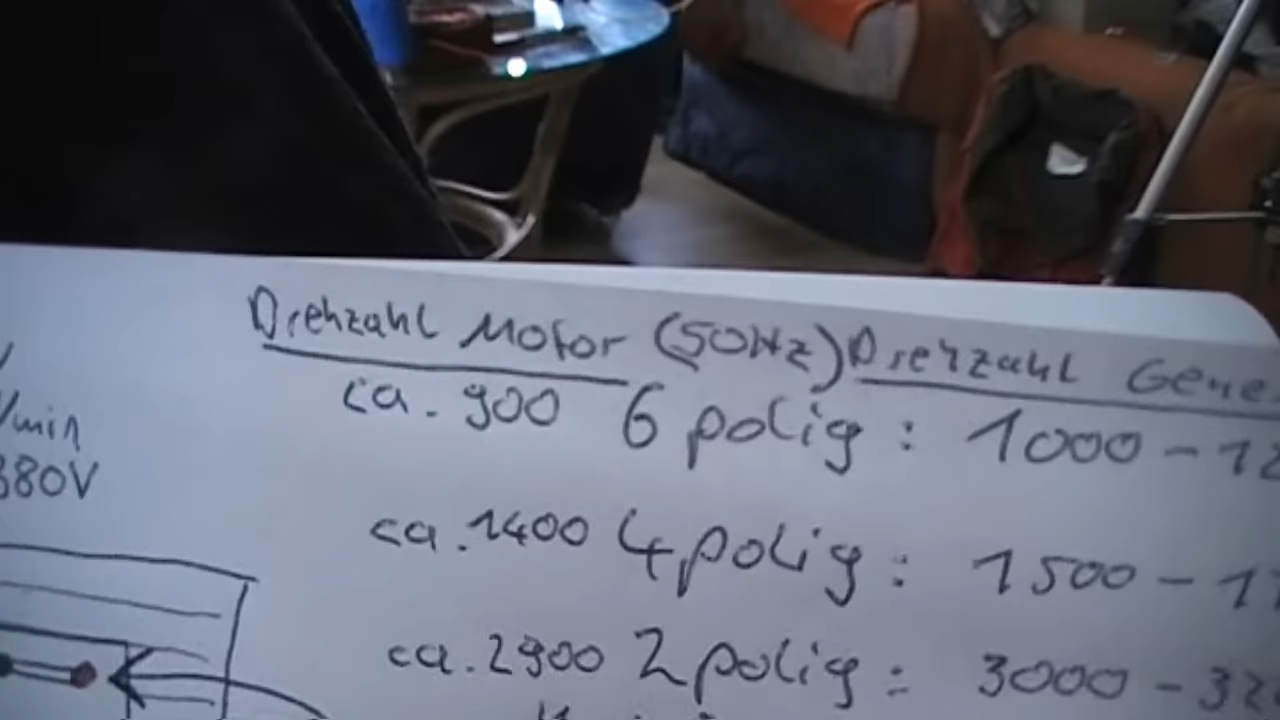 Drehzahl Motor (50Hz) Drehzahl Gene
ca. 900 6 polig : 1000 - 12
/min
380V
ca. 1400 4 polig : 1500 - 17
ca. 2900 2 polig : 3000 - 32